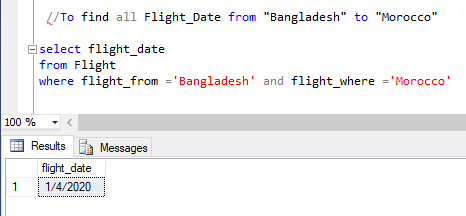 //To find all Flight_Date from "Bangladesh" to "Morocco"
select flight_date
from Flight
where flight_from ='Bangladesh' and flight_where ='Morocco'
100 %
Results Messages
flight_date
1 1/4/2020